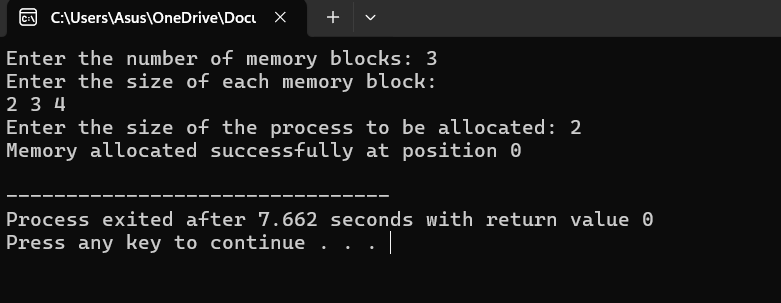 C:\Users\Asus\OneDrive\Docu
Enter the number of memory blocks: 3
Enter the size of each memory block:
2 3 4
Enter the size of the process to be allocated: 2
Memory allocated successfully at position 0
--------------------------------
Process exited after 7.662 seconds with return value 0
Press any key to continue . . .